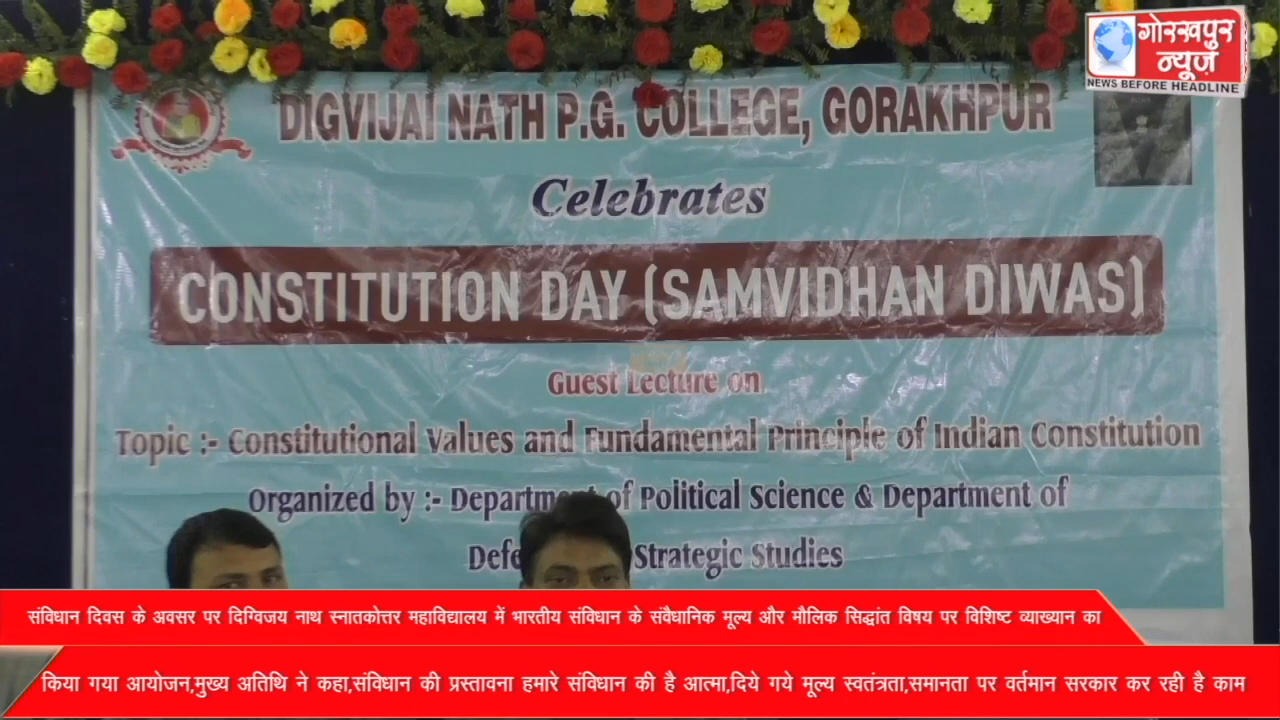 गोरखपुर
न्यूज़
NEWS BEFORE HEADLINE
DIGVIJAI NATH P.G. COLLEGE, GORAKHPUR
Celebrates
CONSTITUTION DAY (SAMVIDHAN DIWAS)
Guest Lecture on
Topic :- Constitutional Values and Fundamental Principle of Indian Constitution
Organized by :- Department of Political Science & Department of
Strategic Studies
संविधान दिवस के अवसर पर दिग्विजय नाथ स्नातकोत्तर महाविद्यालय में भारतीय संविधान के संवैधानिक मूल्य और मौलिक सिद्धांत विषय पर विशिष्ट व्याख्यान का
किया गया आयोजन,मुख्य अतिथि ने कहा,संविधान की प्रस्तावना हमारे संविधान की है आत्मा,दिये गये मूल्य स्वतंत्रता,समानता पर वर्तमान सरकार कर रही है काम